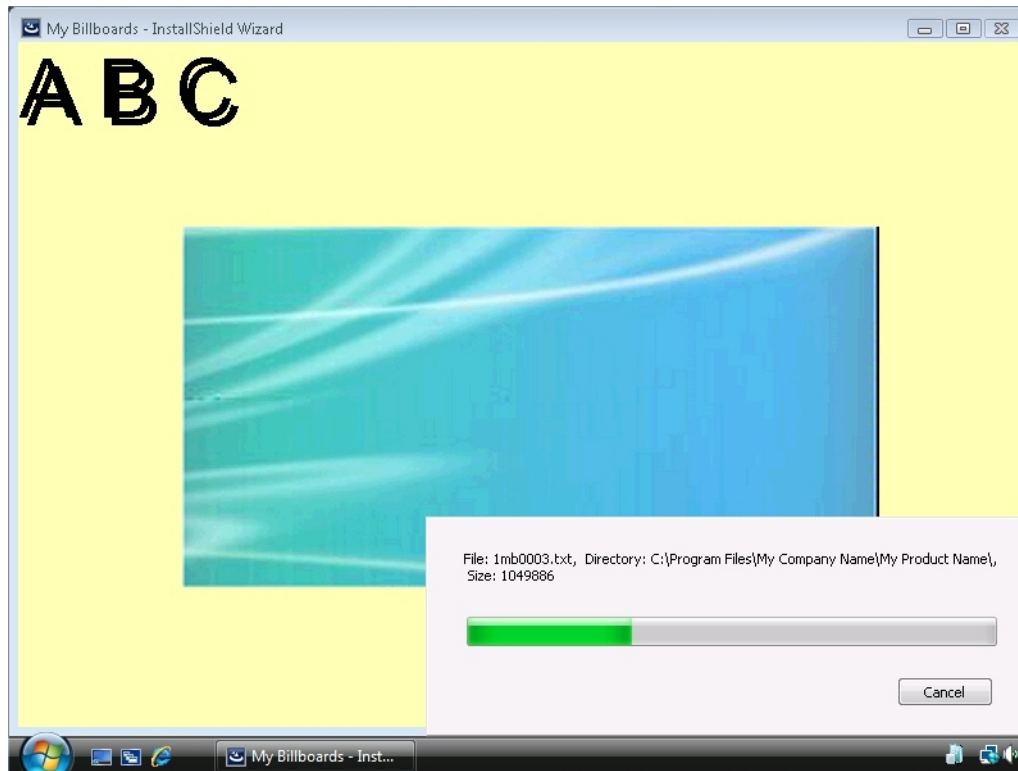 My Billboards - InstallShield Wizard
A B C
File: 1mb0003.txt, Directory: C:\Program Files\My Company Name\My Product Name\,
Size: 1049886
Cancel
My Billboards - Inst...